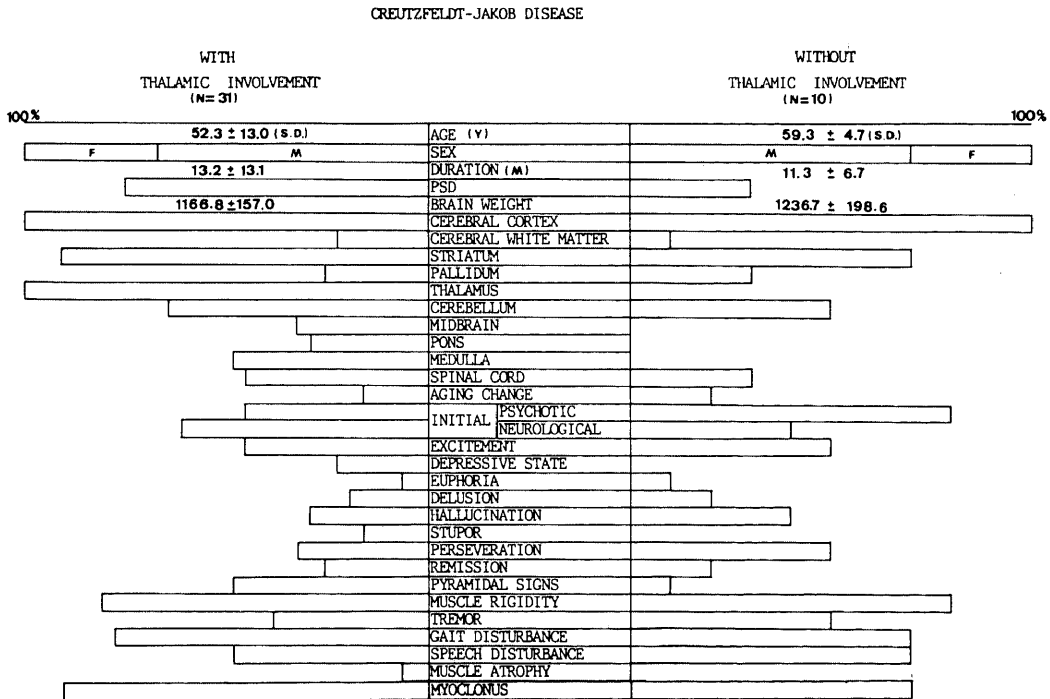 CREUTZFELDT-JAKOB DISEASE
WITH
THALAMIC INVOLVEMENT
(N= 31)
WITHOUT
THALAMIC INVOLVEMENT
(N=10)
100%
100%
52.3 ± 13.0 (S.D.) AGE (Y) 59.3 ± 4.7 (S.D.)
F M SEX M F
13.2 ± 13.1 DURATION (M) 11.3 ± 6.7
PSD
1166.8 ±157.0 BRAIN WEIGHT 1236.7 ± 198.6
CEREBRAL CORTEX
CEREBRAL WHITE MATTER
STRIATUM
PALLIDUM
THALAMUS
CEREBELLUM
MIDBRAIN
PONS
MEDULLA
SPINAL CORD
AGING CHANGE
INITIAL PSYCHOTIC
NEUROLOGICAL
EXCITEMENT
DEPRESSIVE STATE
EUPHORIA
DELUSION
HALLUCINATION
STUPOR
PERSEVERATION
REMISSION
PYRAMIDAL SIGNS
MUSCLE RIGIDITY
TREMOR
GAIT DISTURBANCE
SPEECH DISTURBANCE
MUSCLE ATROPHY
MYOCLONUS